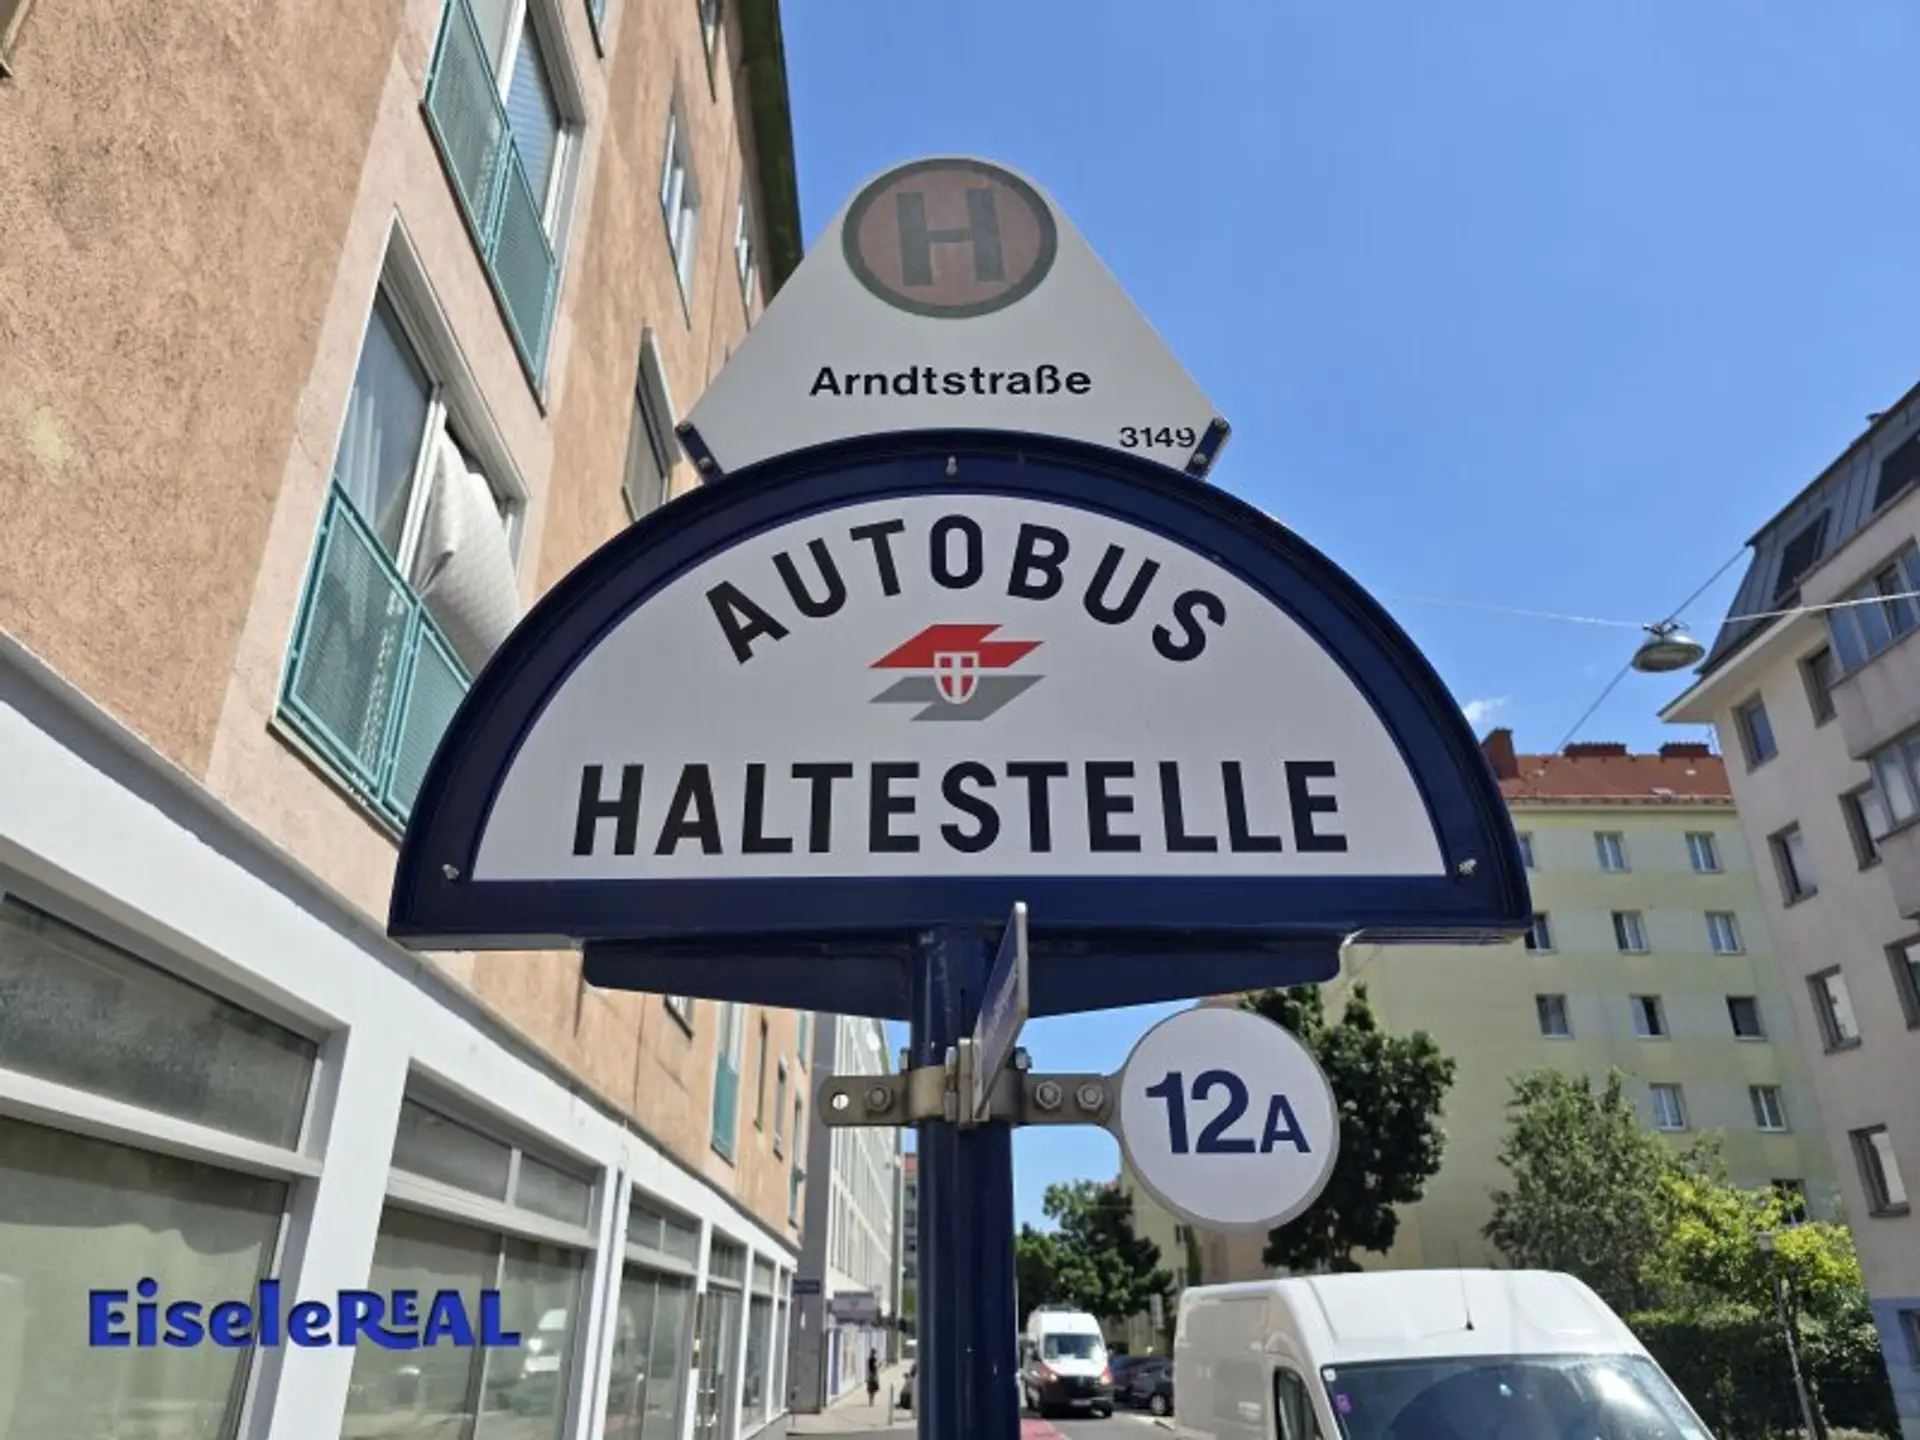 H
Arndtstraße
3149
AUTOBUS
HALTESTELLE
12A
EiseleREAL